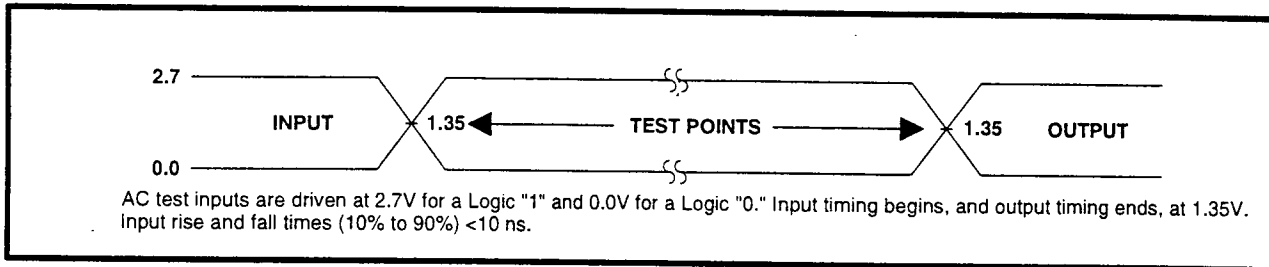 2.7
INPUT 1.35 TEST POINTS 1.35 OUTPUT
0.0
AC test inputs are driven at 2.7V for a Logic "1" and 0.0V for a Logic "0." Input timing begins, and output timing ends, at 1.35V.
Input rise and fall times (10% to 90%) <10 ns.